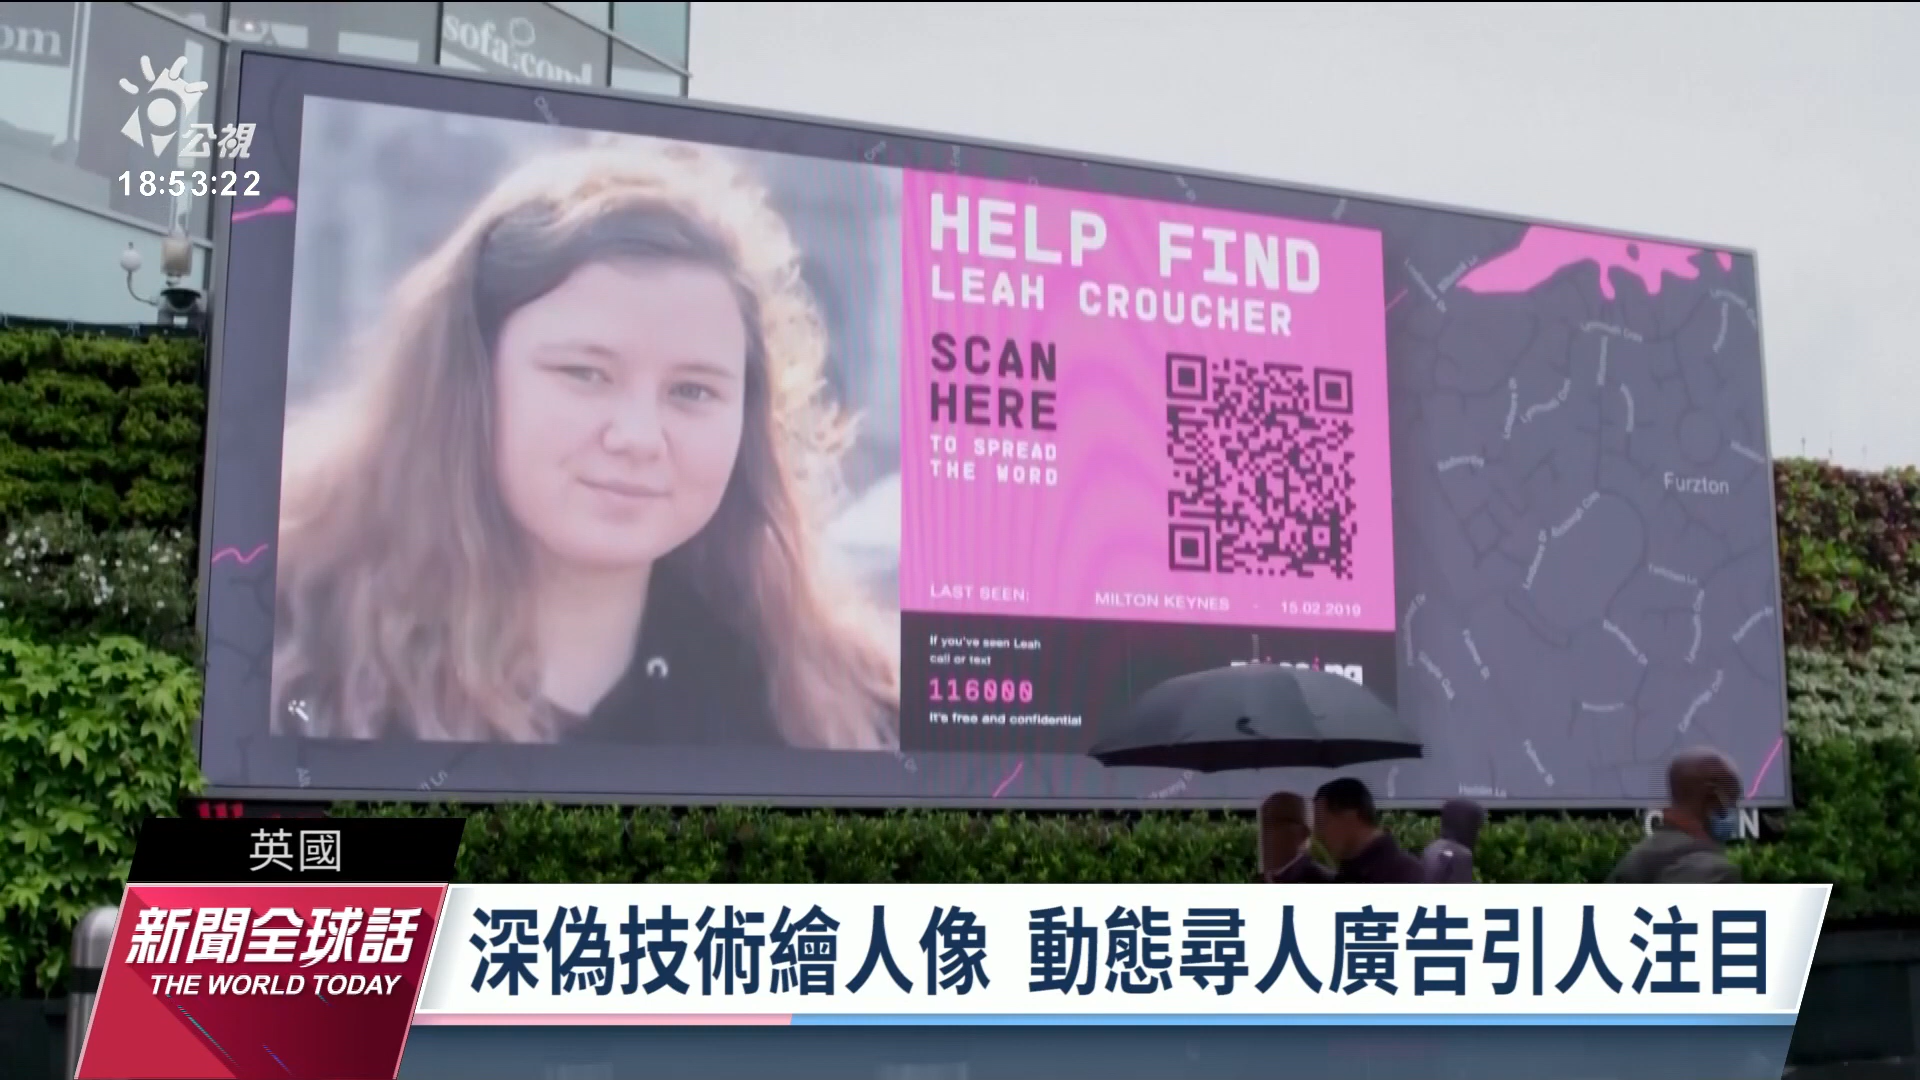 sofa.com
公視
18:53:22
HELP FIND
LEAH CROUCHER
SCAN
HERE
TO SPREAD
THE WORD
LAST SEEN: MILTON KEYNES - 15.02.2019
If you've seen Leah
call or text
116000
It's free and confidential
Furzton
英國
新聞全球話
THE WORLD TODAY
深偽技術繪人像 動態尋人廣告引人注目